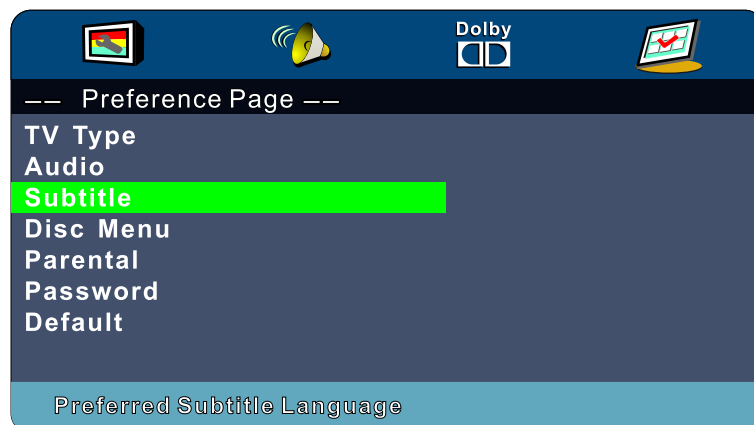 Dolby
—— Preference Page ——
TV Type
Audio
Subtitle
Disc Menu
Parental
Password
Default
Preferred Subtitle Language